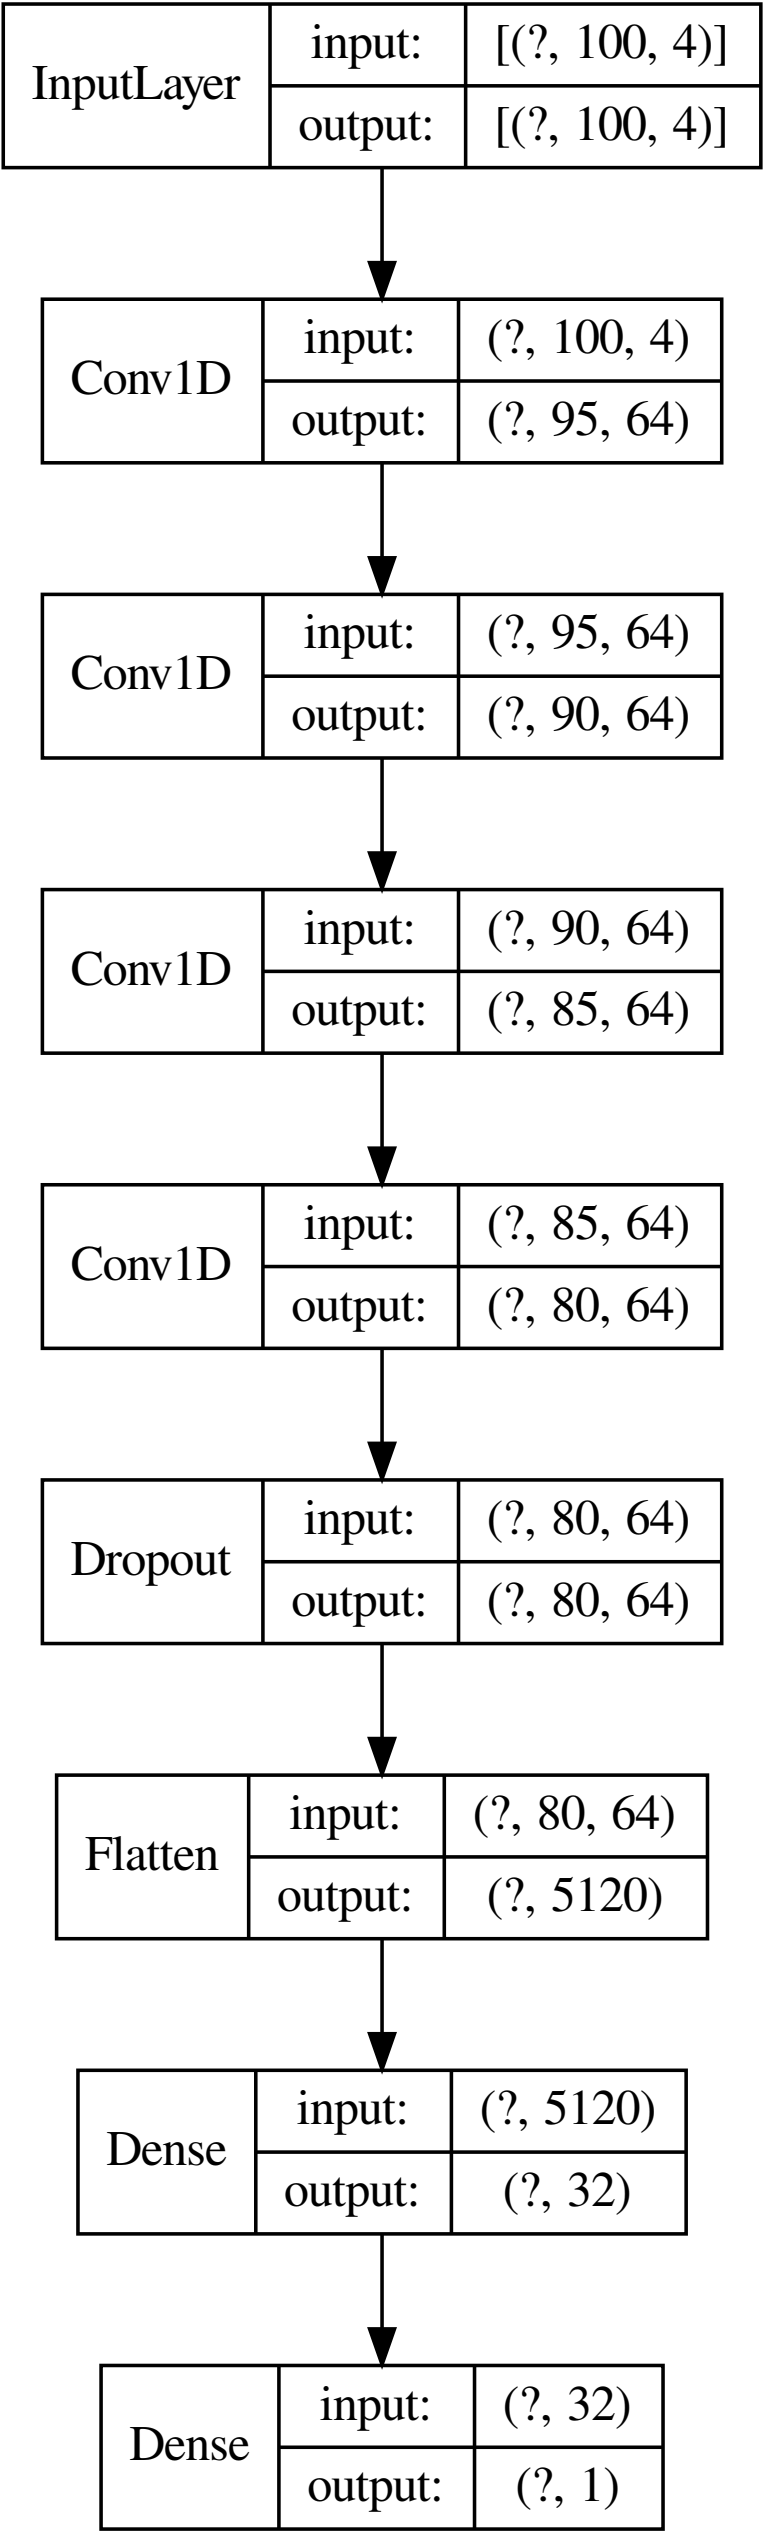 InputLayer input: [(?, 100, 4)]
output: [(?, 100, 4)]
Conv1D input: (?, 100, 4)
output: (?, 95, 64)
Conv1D input: (?, 95, 64)
output: (?, 90, 64)
Conv1D input: (?, 90, 64)
output: (?, 85, 64)
Conv1D input: (?, 85, 64)
output: (?, 80, 64)
Dropout input: (?, 80, 64)
output: (?, 80, 64)
Flatten input: (?, 80, 64)
output: (?, 5120)
Dense input: (?, 5120)
output: (?, 32)
Dense input: (?, 32)
output: (?, 1)